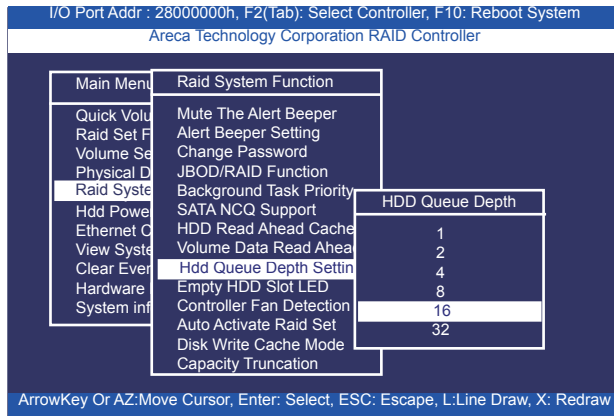 I/O Port Addr : 28000000h, F2(Tab): Select Controller, F10: Reboot System
Areca Technology Corporation RAID Controller
Main Menu
Quick Volu
Raid Set F
Volume Se
Physical D
Raid Syste
Hdd Power
Ethernet C
View Syste
Clear Even
Hardware
System inf
Raid System Function
Mute The Alert Beeper
Alert Beeper Setting
Change Password
JBOD/RAID Function
Background Task Priority
SATA NCQ Support
HDD Read Ahead Cache
Volume Data Read Ahea
Hdd Queue Depth Settin
Empty HDD Slot LED
Controller Fan Detection
Auto Activate Raid Set
Disk Write Cache Mode
Capacity Truncation
HDD Queue Depth
1
2
4
8
16
32
ArrowKey Or AZ:Move Cursor, Enter: Select, ESC: Escape, L:Line Draw, X: Redraw